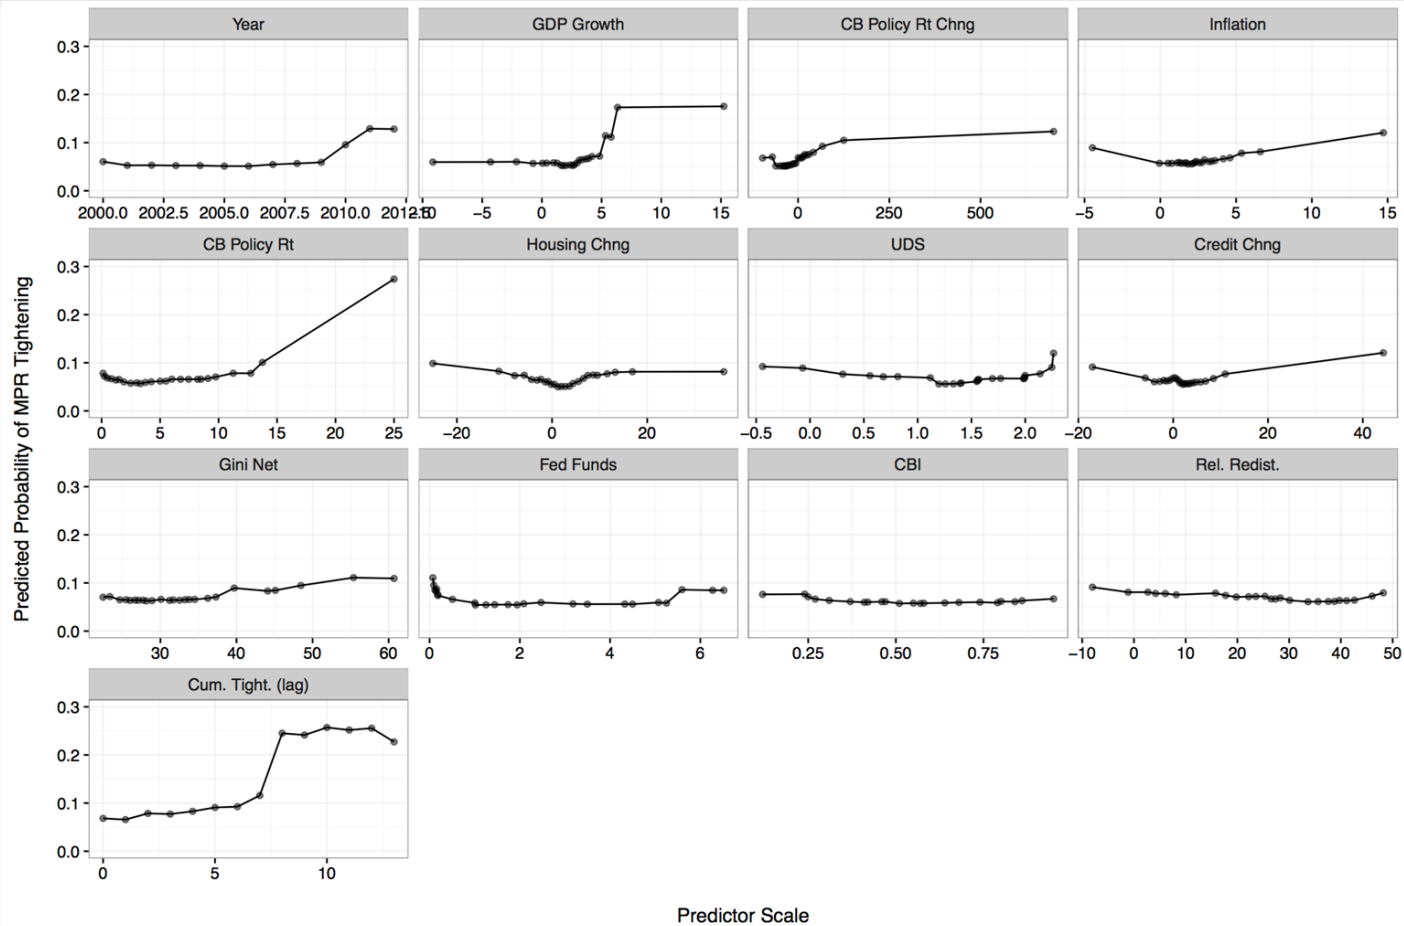 Year GDP Growth CB Policy Rt Chng Inflation
0.3
0.2
0.1
0.0
2000.0 2002.5 2005.0 2007.5 2010.0 2012.5 −5 0 5 10 15 0 250 500 −5 0 5 10 15
CB Policy Rt Housing Chng UDS Credit Chng
0.3
0.2
0.1
0.0
0 5 10 15 20 25 −20 0 20 −0.5 0.0 0.5 1.0 1.5 2.0 −20 0 20 40
Gini Net Fed Funds CBI Rel. Redist.
0.3
0.2
0.1
0.0
30 40 50 60 0 2 4 6 0.25 0.50 0.75 −10 0 10 20 30 40 50
Cum. Tight. (lag)
0.3
0.2
0.1
0.0
0 5 10
Predicted Probability of MPR Tightening
Predictor Scale